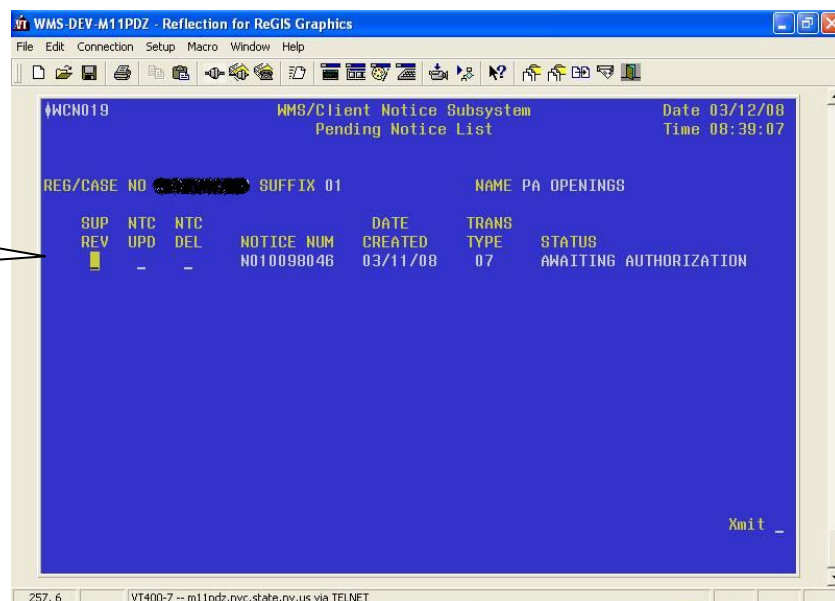 WMS-DEV-M11PDZ - Reflection for ReGIS Graphics
File Edit Connection Setup Macro Window Help
WCN019 WMS/Client Notice Subsystem Date 03/12/08
Pending Notice List Time 08:39:07
REG/CASE NO SUFFIX 01 NAME PA OPENINGS
SUP NTC NTC DATE TRANS
REV UPD DEL NOTICE NUM CREATED TYPE STATUS
_ _ _ N010098046 03/11/08 07 AWAITING AUTHORIZATION
Xmit _
257, 6 VT400-7 -- m11pdz.nyc.state.ny.us via TELNET